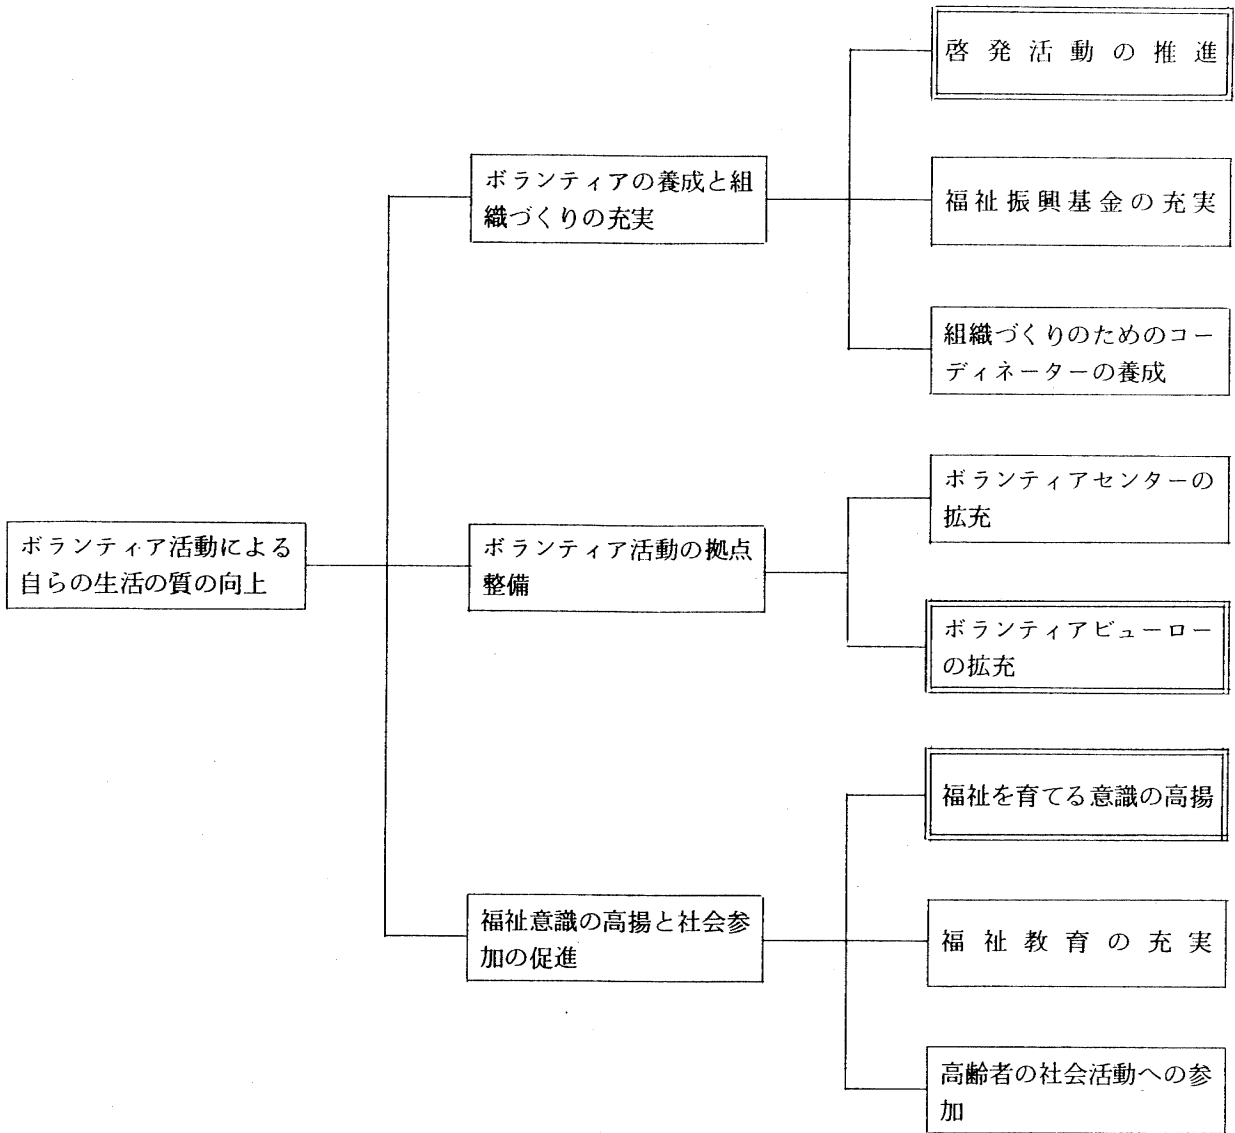 ボランティア活動による
自らの生活の質の向上
ボランティアの養成と組
織づくりの充実
啓発活動の推進
福祉振興基金の充実
組織づくりのためのコー
ディネーターの養成
ボランティア活動の拠点
整備
ボランティアセンターの
拡充
ボランティアビューロー
の拡充
福祉意識の高揚と社会参
加の促進
福祉を育てる意識の高揚
福祉教育の充実
高齢者の社会活動への参
加